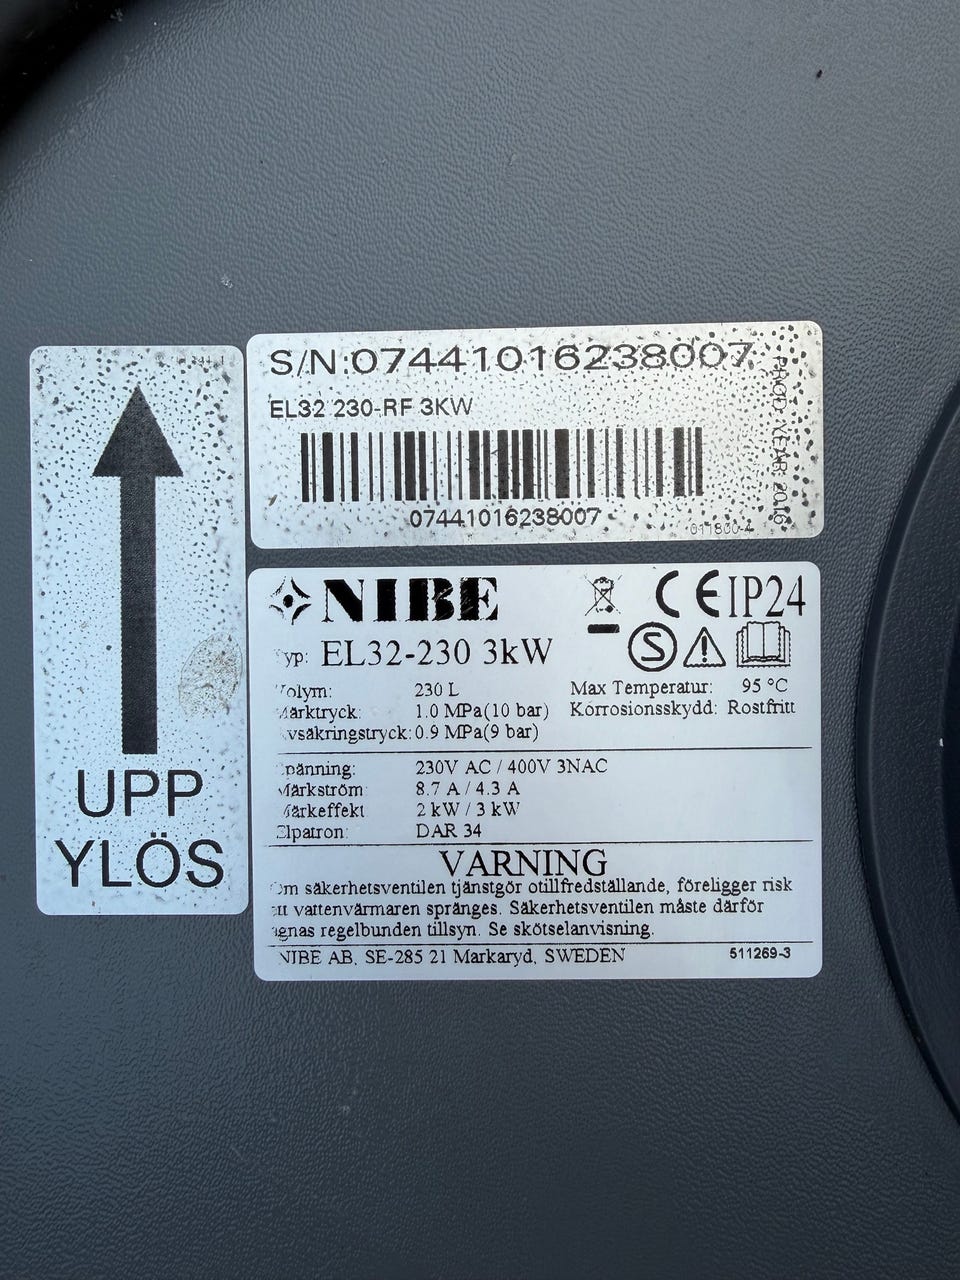 UPP
YLÖS
S/N:07441016238007
EL32 230-RF 3KW
07441016238007
PROD. YEAR 2016
NIBE
CE IP24
S
EL32-230 3kW
230 L
1.0 MPa(10 bar)
0.9 MPa(9 bar)
Max Temperatur: 95 °C
Korrosionsskydd: Rostfritt
230V AC / 400V 3NAC
8.7 A / 4.3 A
2 kW / 3 kW
DAR 34
VARNING
säkerhetsventilen tjänstgör otillfredställande, föreligger risk
vattenvärmaren spränges. Säkerhetsventilen måste därför
regelbunden tillsyn. Se skötselanvisning.
NIBE AB, SE-285 21 Markaryd, SWEDEN
511269-3